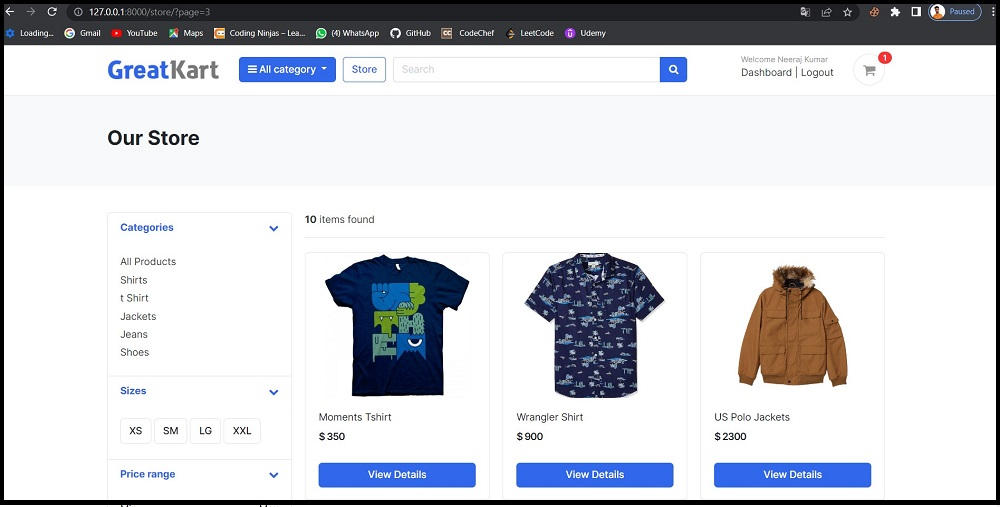 127.0.0.1:8000/store/?page=3
Paused
Loading...
Gmail
YouTube
Maps
Coding Ninjas – Lea...
(4) WhatsApp
GitHub
CodeChef
LeetCode
Udemy
GreatKart
All category
Store
Search
Welcome Neeraj Kumar
Dashboard | Logout
1
Our Store
Categories
All Products
Shirts
t Shirt
Jackets
Jeans
Shoes
Sizes
XS SM LG XXL
Price range
10 items found
Moments Tshirt
$ 350
View Details
Wrangler Shirt
$ 900
View Details
US Polo Jackets
$ 2300
View Details